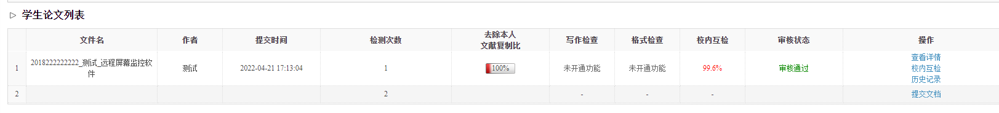 学生论文列表
文件名 作者 提交时间 检测次数 去除本人 写作检查 格式检查 校内互检 审核状态 操作
文献复制比
1 2018222222222_测试_远程屏幕监控软 测试 2022-04-21 17:13:04 1 100% 未开通功能 未开通功能 99.6% 审核通过 查看详情
件 校内互检
历史记录
2 2 - - - 提交文档